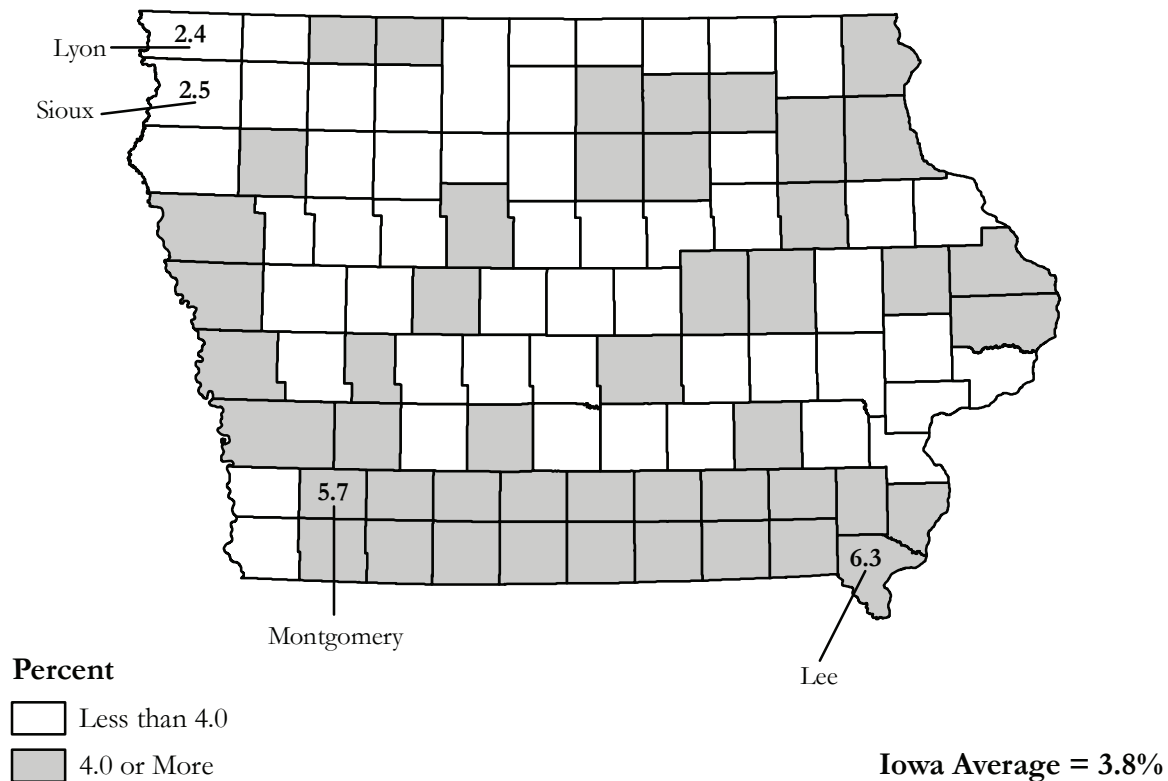 2.4
Lyon
2.5
Sioux
5.7
6.3
Montgomery
Lee
Percent
Less than 4.0
4.0 or More
Iowa Average = 3.8%